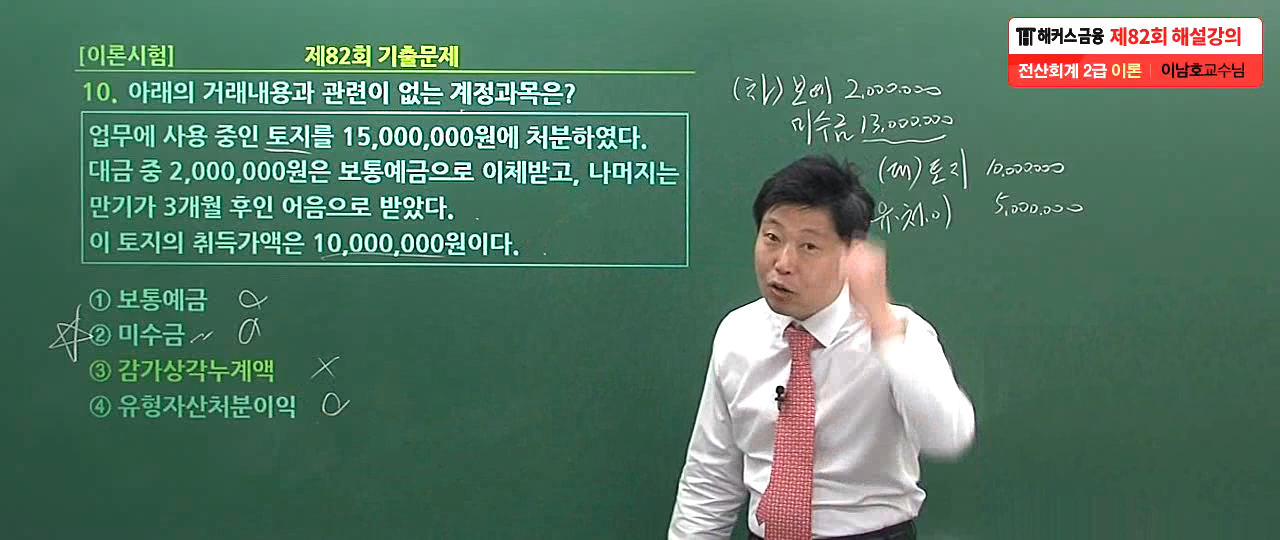 해커스금융 제82회 해설강의
전산회계 2급 이론 | 이남호교수님
[이론시험] 제82회 기출문제
10. 아래의 거래내용과 관련이 없는 계정과목은?
업무에 사용 중인 토지를 15,000,000원에 처분하였다.
대금 중 2,000,000원은 보통예금으로 이체받고, 나머지는
만기가 3개월 후인 어음으로 받았다.
이 토지의 취득가액은 10,000,000원이다.
① 보통예금
② 미수금
③ 감가상각누계액 X
④ 유형자산처분이익
(차) 보예 2,000,000
미수금 13,000,000
(대) 토지 10,000,000
유.처.이 5,000,000